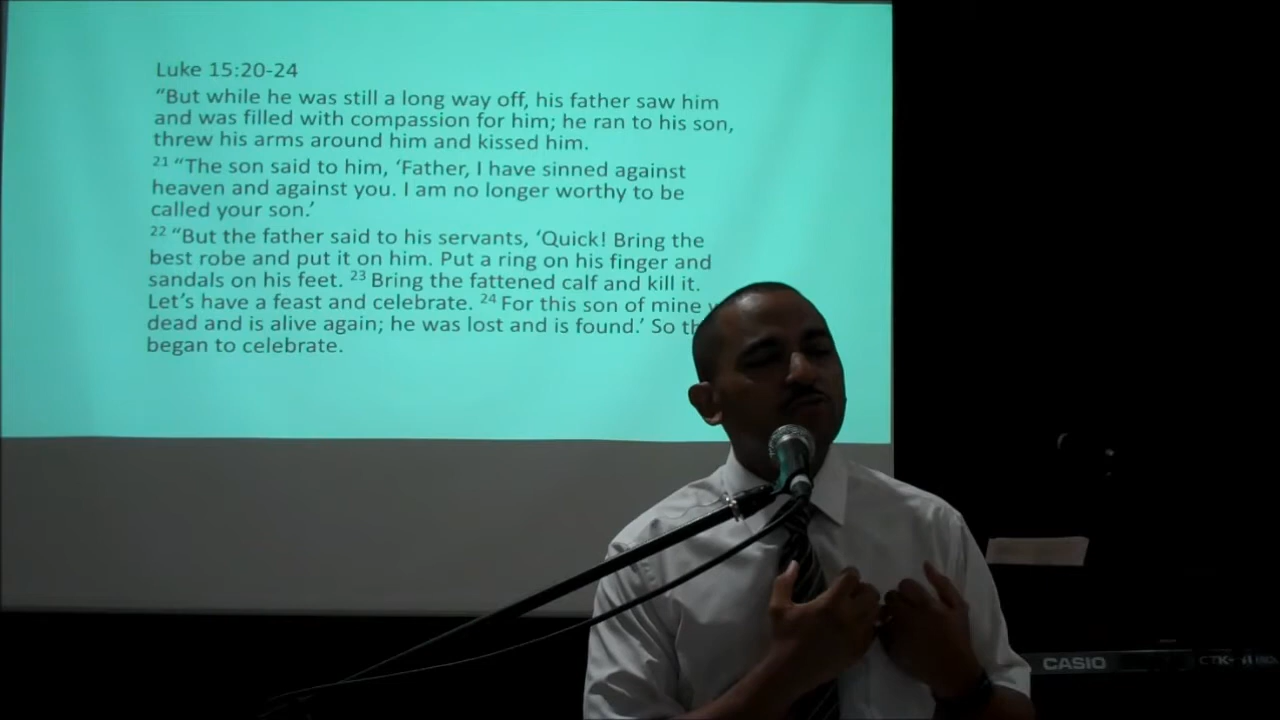 Luke 15:20-24
“But while he was still a long way off, his father saw him
and was filled with compassion for him; he ran to his son,
threw his arms around him and kissed him.
21 “The son said to him, ‘Father, I have sinned against
heaven and against you. I am no longer worthy to be
called your son.’
22 “But the father said to his servants, ‘Quick! Bring the
best robe and put it on him. Put a ring on his finger and
sandals on his feet. 23 Bring the fattened calf and kill it.
Let’s have a feast and celebrate. 24 For this son of mine
dead and is alive again; he was lost and is found.’ So
began to celebrate.
CASIO CTK-